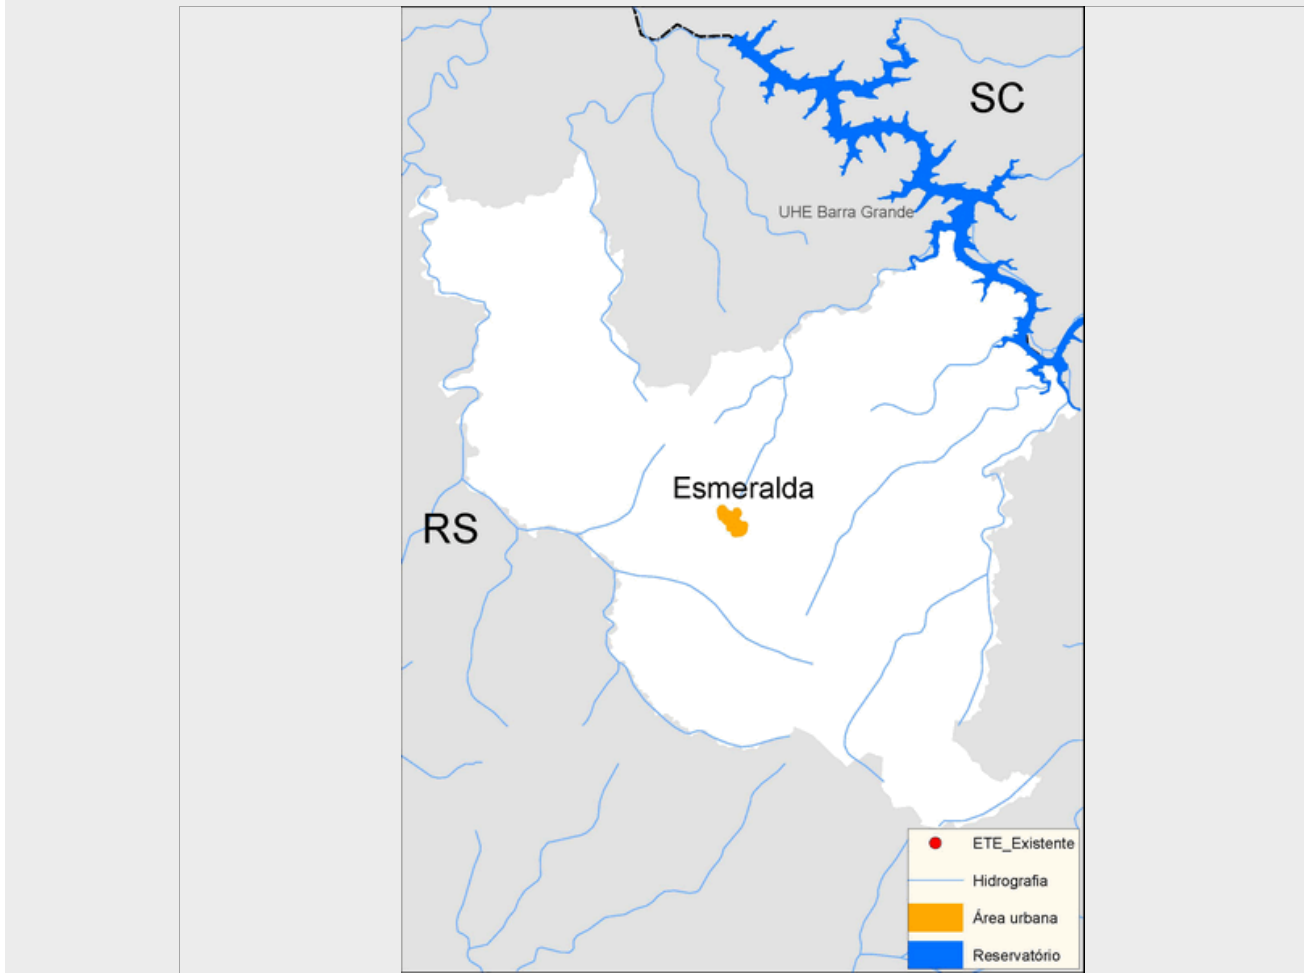 SC
UHE Barra Grande
Esmeralda
RS
ETE_Existente
Hidrografia
Área urbana
Reservatório